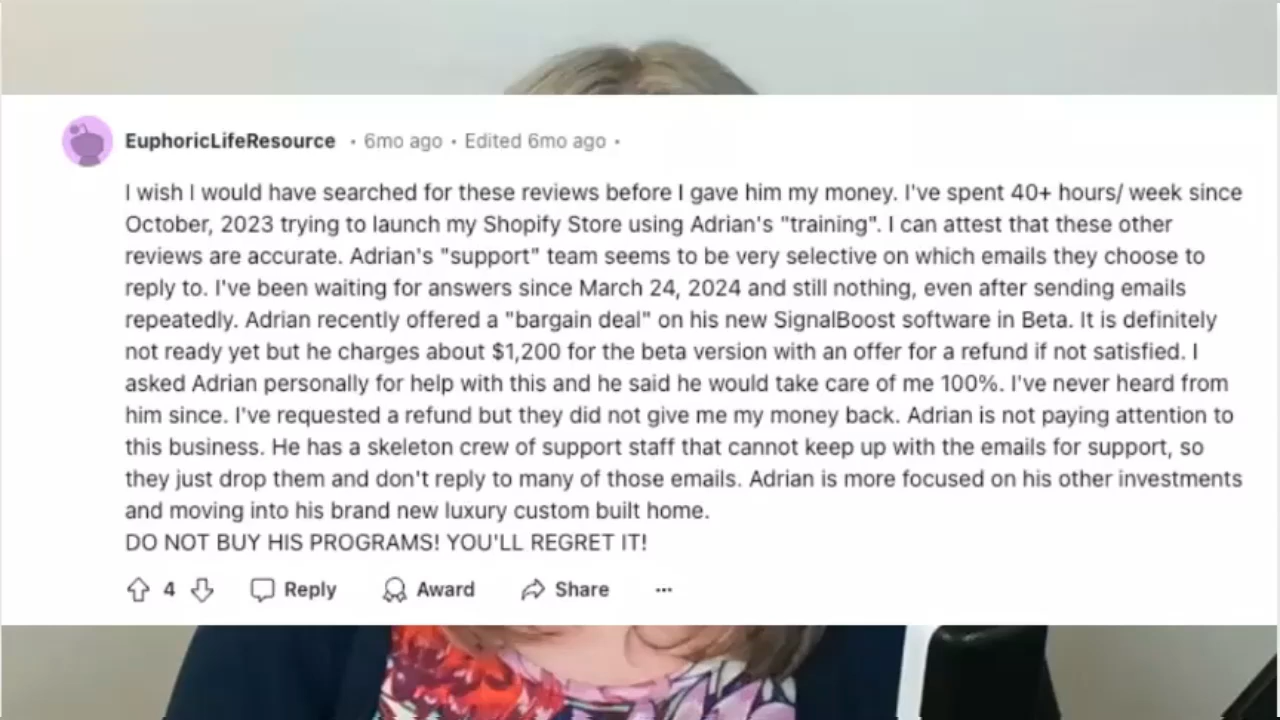 EuphoricLifeResource • 6mo ago • Edited 6mo ago •
I wish I would have searched for these reviews before I gave him my money. I've spent 40+ hours/ week since
October, 2023 trying to launch my Shopify Store using Adrian's "training". I can attest that these other
reviews are accurate. Adrian's "support" team seems to be very selective on which emails they choose to
reply to. I've been waiting for answers since March 24, 2024 and still nothing, even after sending emails
repeatedly. Adrian recently offered a "bargain deal" on his new SignalBoost software in Beta. It is definitely
not ready yet but he charges about $1,200 for the beta version with an offer for a refund if not satisfied. I
asked Adrian personally for help with this and he said he would take care of me 100%. I've never heard from
him since. I've requested a refund but they did not give me my money back. Adrian is not paying attention to
this business. He has a skeleton crew of support staff that cannot keep up with the emails for support, so
they just drop them and don't reply to many of those emails. Adrian is more focused on his other investments
and moving into his brand new luxury custom built home.
DO NOT BUY HIS PROGRAMS! YOU'LL REGRET IT!
4 Reply Award Share ...